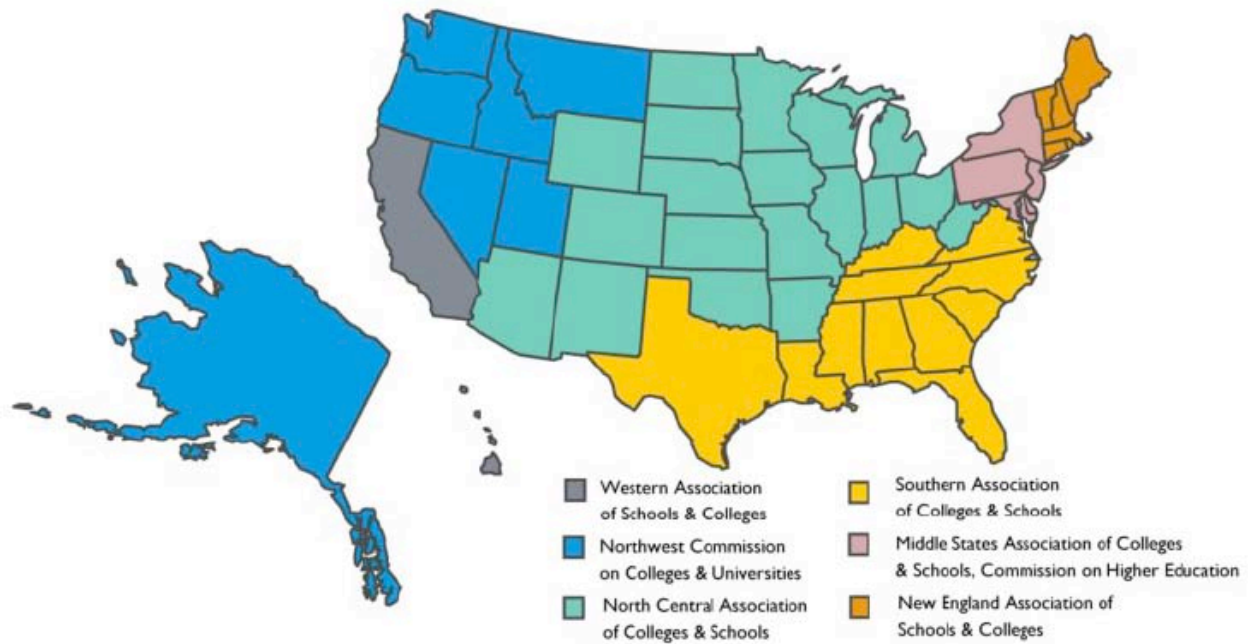 Western Association
of Schools & Colleges
Northwest Commission
on Colleges & Universities
North Central Association
of Colleges & Schools
Southern Association
of Colleges & Schools
Middle States Association of Colleges
& Schools, Commission on Higher Education
New England Association of
Schools & Colleges